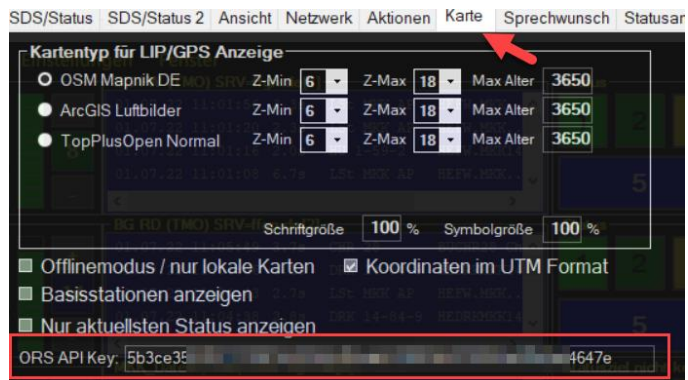 SDS/Status SDS/Status 2 Ansicht Netzwerk Aktionen Karte Sprechwunsch Statusan
Kartentyp für LIP/GPS Anzeige
OSM Mapnik DE Z-Min 6 Z-Max 18 Max Alter 3650
ArcGIS Luftbilder Z-Min 6 Z-Max 18 Max Alter 3650
TopPlusOpen Normal Z-Min 6 Z-Max 18 Max Alter 3650
Schriftgröße 100 % Symbolgröße 100 %
Offlinemodus / nur lokale Karten Koordinaten im UTM Format
Basisstationen anzeigen
Nur aktuellsten Status anzeigen
ORS API Key: 5b3ce35 4647e